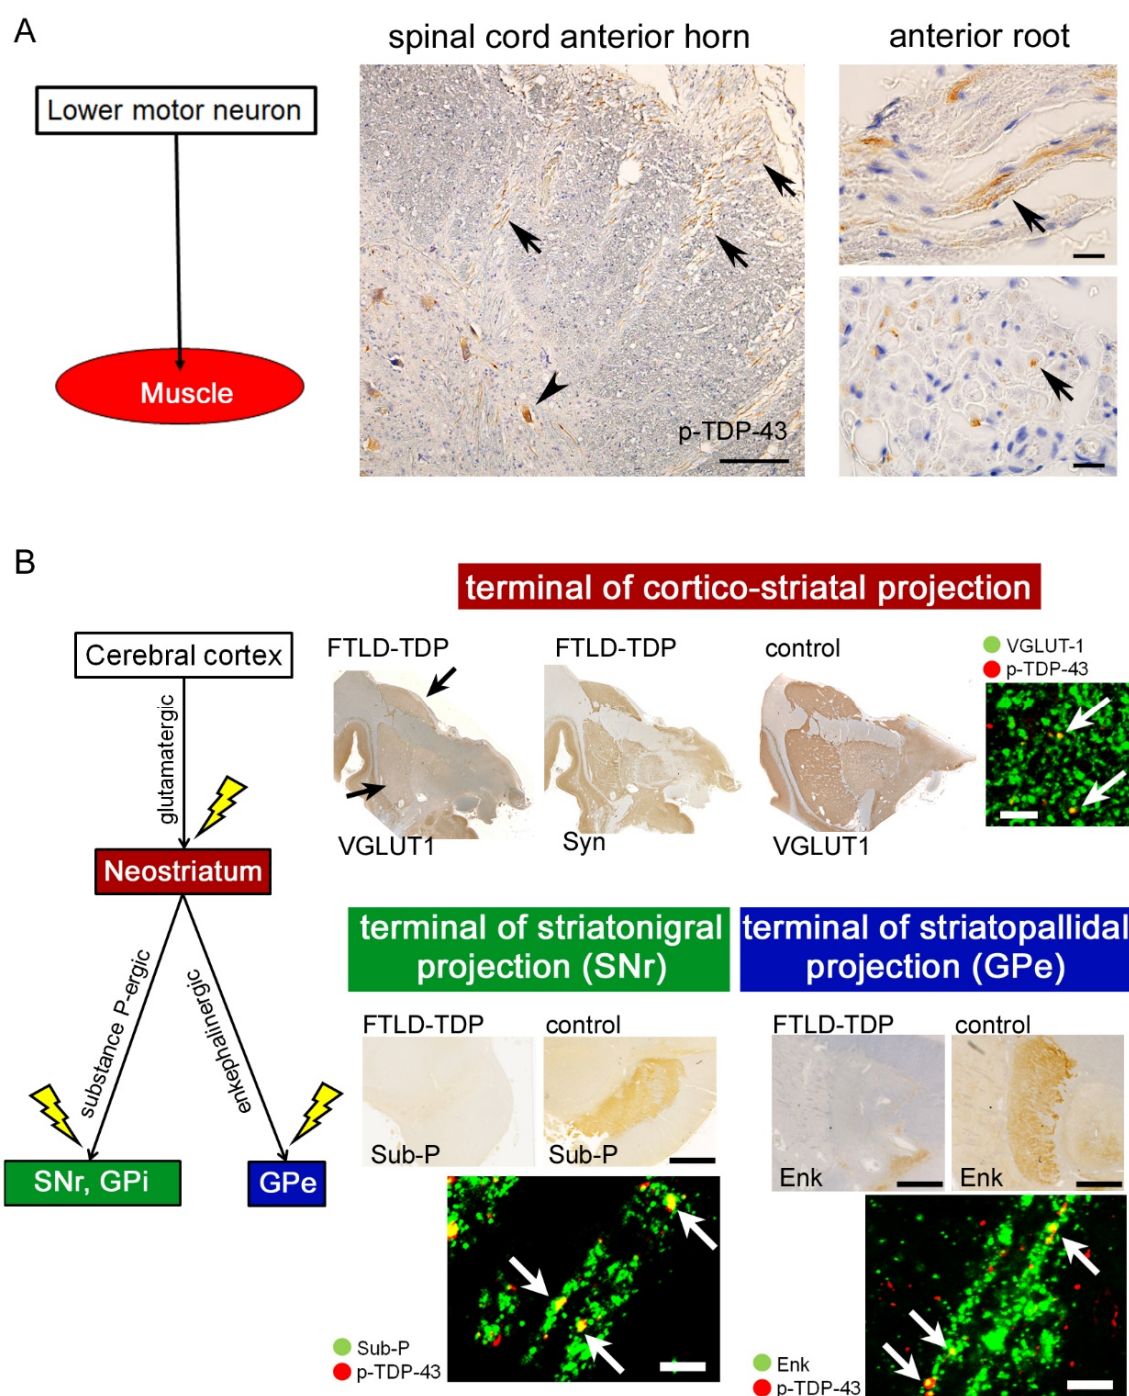 A
spinal cord anterior horn
anterior root
Lower motor neuron
Muscle
p-TDP-43
B
terminal of cortico-striatal projection
Cerebral cortex
glutamatergic
Neostriatum
substance P-ergic
enkephalinergic
SNr, GPi
GPe
FTLD-TDP
FTLD-TDP
control
VGLUT-1
p-TDP-43
VGLUT1
Syn
VGLUT1
terminal of striatonigral
projection (SNr)
terminal of striatopallidal
projection (GPe)
FTLD-TDP
control
Sub-P
Sub-P
FTLD-TDP
control
Enk
Enk
Sub-P
p-TDP-43
Enk
p-TDP-43